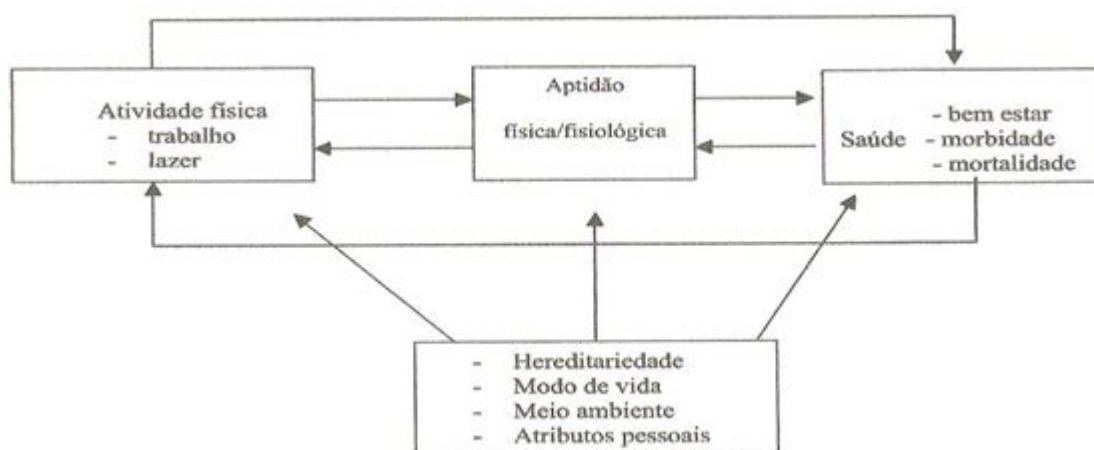 Atividade física
- trabalho
- lazer
Aptidão
física/fisiológica
- bem estar
Saúde - morbidade
- mortalidade
- Hereditariedade
- Modo de vida
- Meio ambiente
- Atributos pessoais